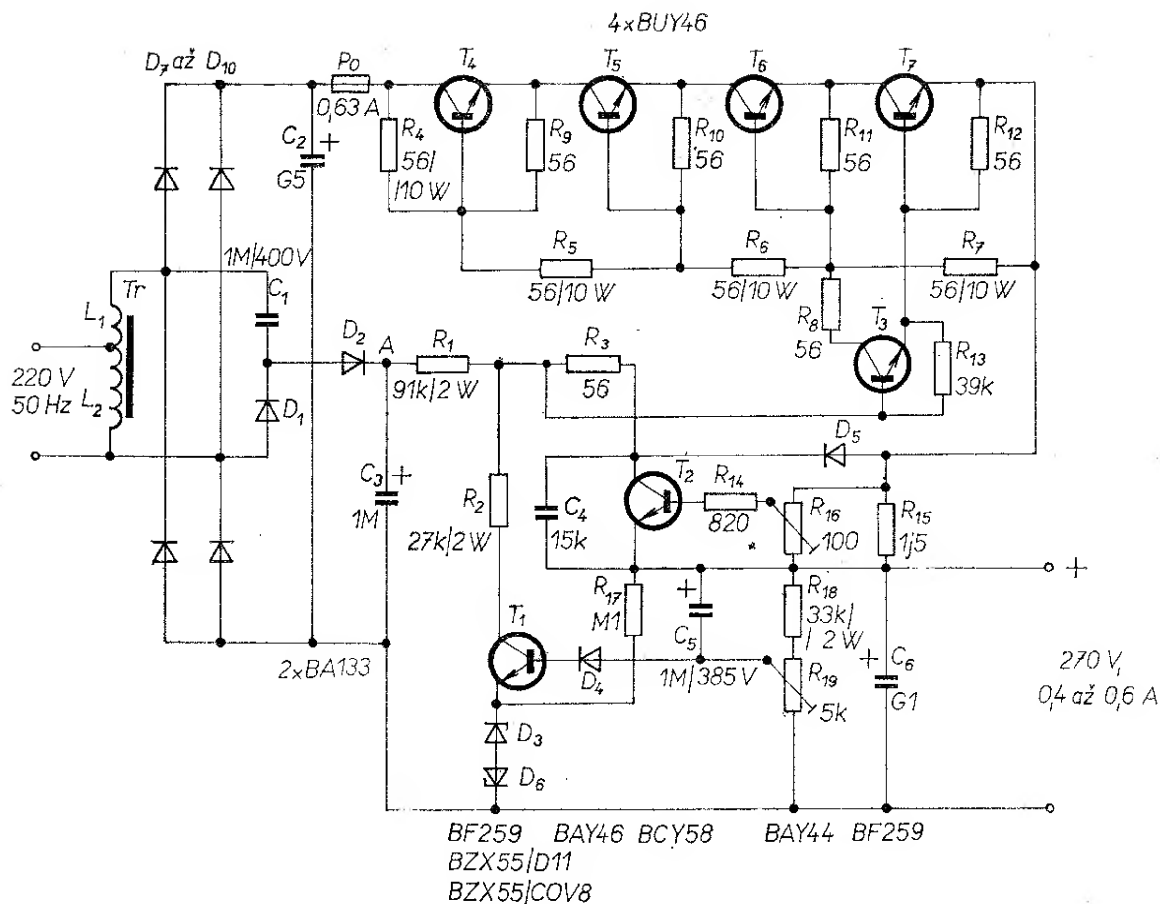 4xBUY46
D7 až D10
Po
0,63 A
T4
T5
T6
T7
C2
+
G5
R4
56/
/10 W
R9
56
R10
56
R11
56
R12
56
1M/400V
C1
R5
56/10 W
R6
56/10 W
R7
56/10 W
Tr
L1
L2
220 V
50 Hz
D2
A
R1
91k/2 W
R3
56
R8
56
T3
R13
39k
D1
D5
C3
+
1M
R2
27k/2 W
C4
15k
T2
R14
820
R16
100
R15
1j5
+
R17
M1
+
C5
1M/385 V
R18
33k/
/ 2 W
T1
D4
R19
5k
+
C6
G1
2xBA133
270 V,
0,4 až 0,6 A
D3
D6
BF259 BAY46 BCY58 BAY44 BF259
BZX55/D11
BZX55/COV8